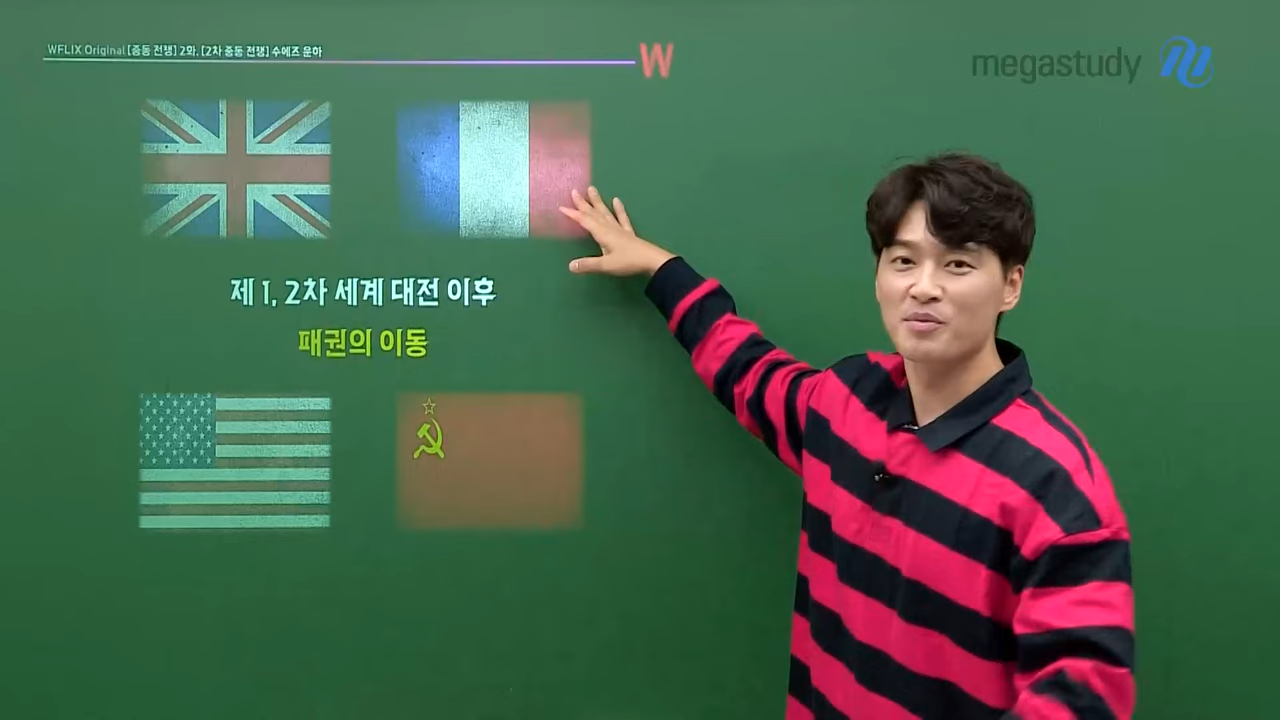 WFLIX Original [중동 전쟁] 2화. [2차 중동 전쟁] 수에즈 운하
W
megastudy
제 1, 2차 세계 대전 이후
패권의 이동